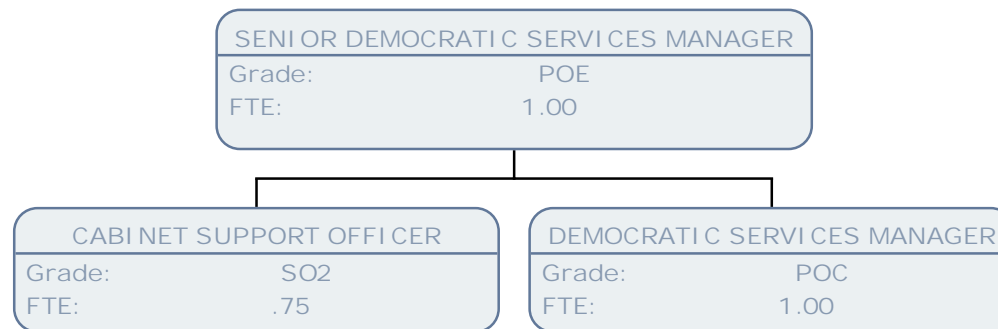 SENIOR DEMOCRATIC SERVICES MANAGER
Grade: POE
FTE: 1.00
CABINET SUPPORT OFFICER
Grade: SO2
FTE: .75
DEMOCRATIC SERVICES MANAGER
Grade: POC
FTE: 1.00